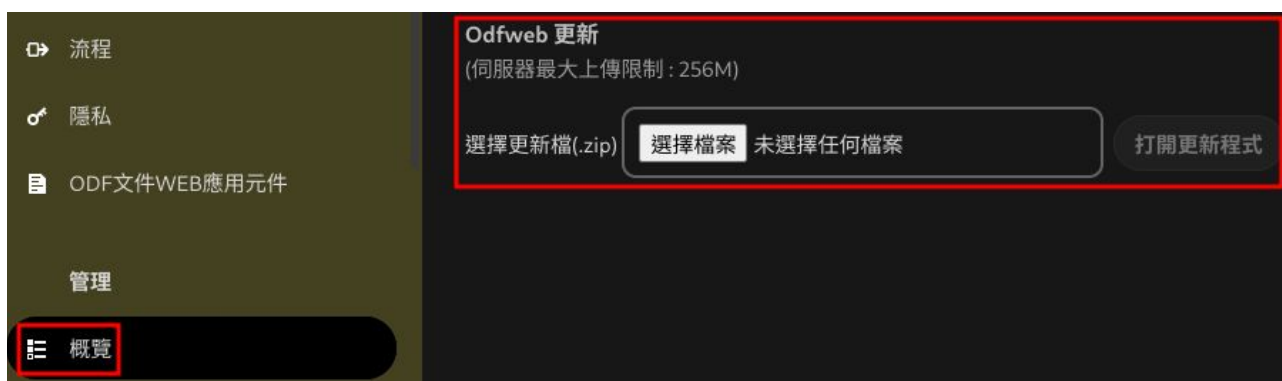 流程
隱私
ODF文件WEB應用元件
管理
概覽
Odfweb 更新
(伺服器最大上傳限制 : 256M)
選擇更新檔(.zip) 選擇檔案 未選擇任何檔案 打開更新程式